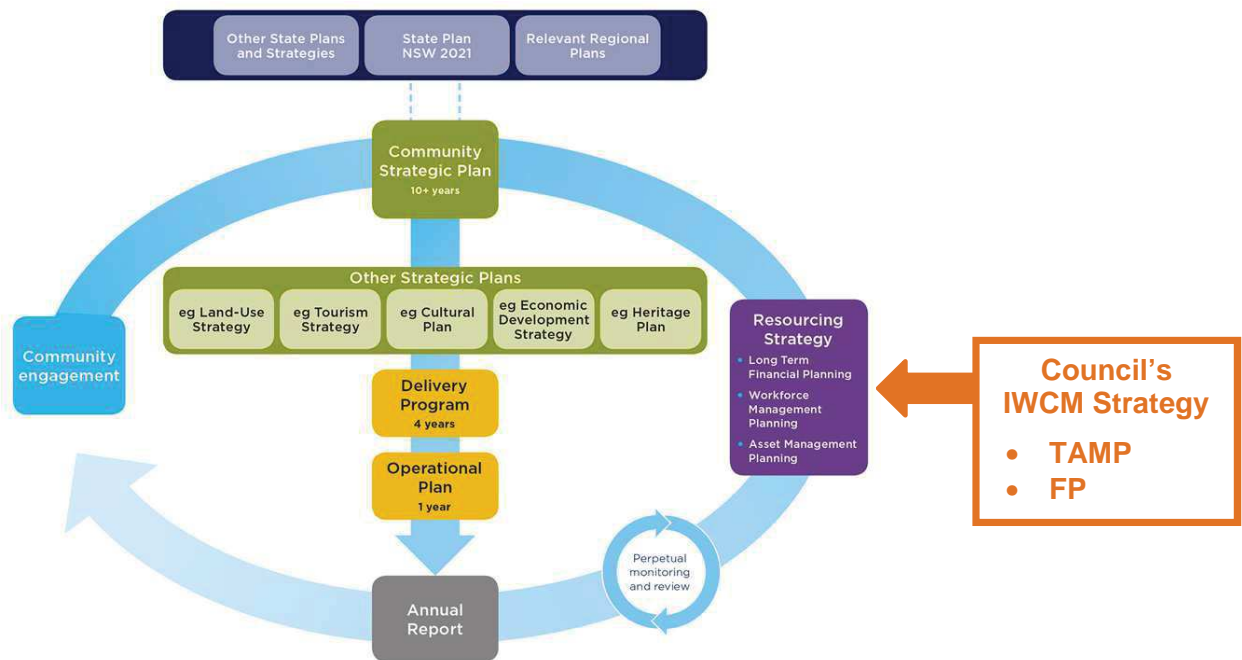 Other State Plans
and Strategies
State Plan
NSW 2021
Relevant Regional
Plans
Community
Strategic Plan
10+ years
Other Strategic Plans
eg Land-Use
Strategy
eg Tourism
Strategy
eg Cultural
Plan
eg Economic
Development
Strategy
eg Heritage
Plan
Community
engagement
Delivery
Program
4 years
Operational
Plan
1 year
Resourcing
Strategy
• Long Term
Financial Planning
• Workforce
Management
Planning
• Asset Management
Planning
Council's
IWCM Strategy
• TAMP
• FP
Perpetual
monitoring
and review
Annual
Report